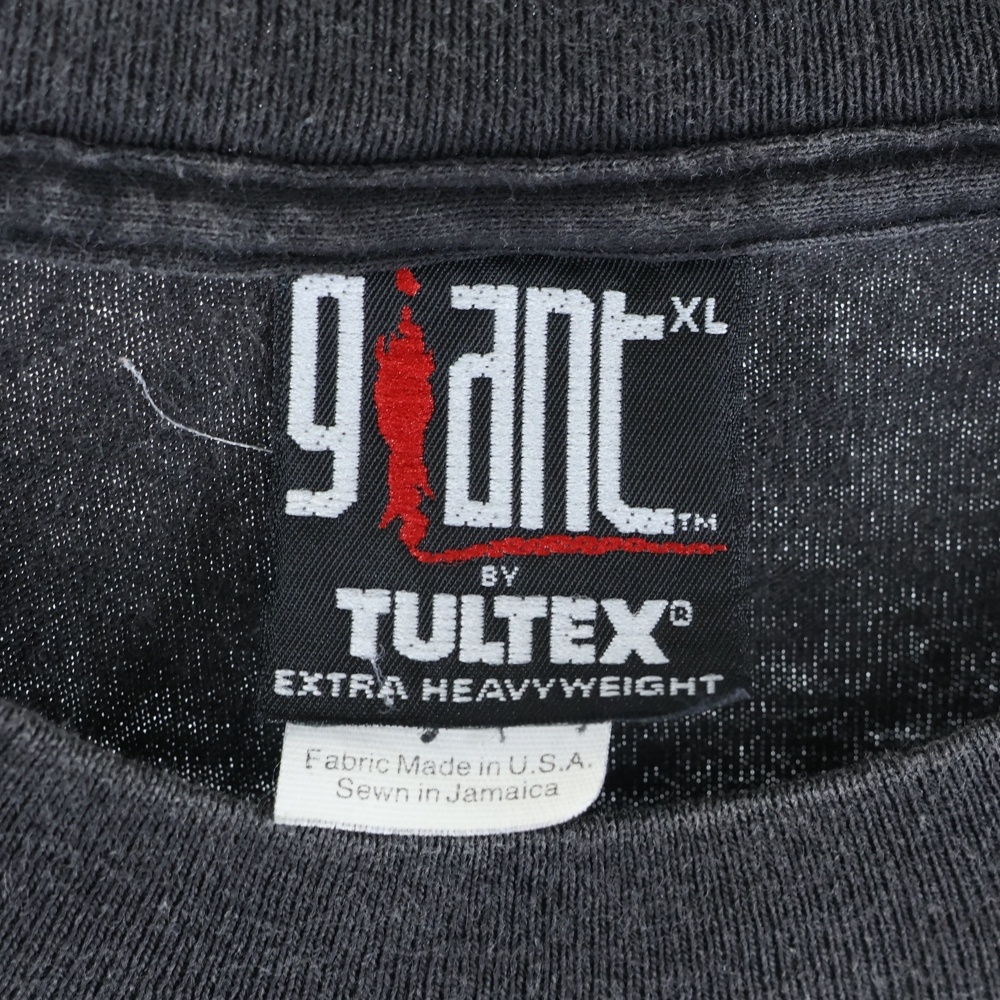 giant XL ™
BY
TULTEX®
EXTRA HEAVYWEIGHT
Fabric Made in U.S.A.
Sewn in Jamaica